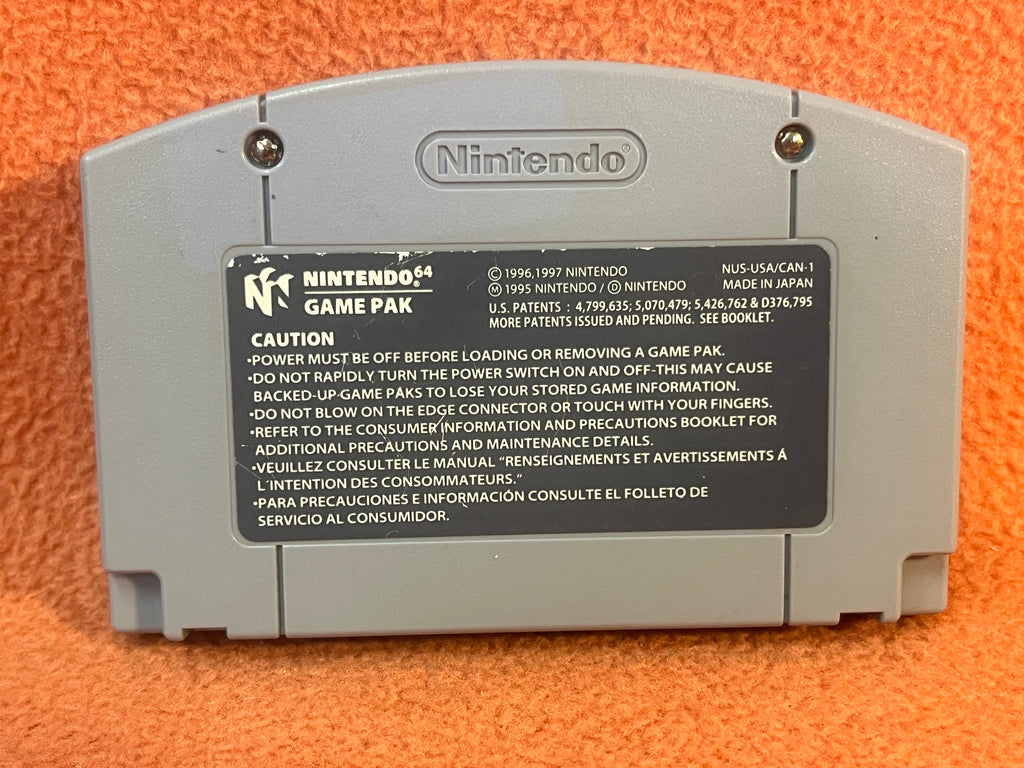 Nintendo®
NINTENDO®64
GAME PAK
© 1996,1997 NINTENDO
Ⓜ 1995 NINTENDO / Ⓓ NINTENDO
NUS-USA/CAN-1
MADE IN JAPAN
U.S. PATENTS : 4,799,635; 5,070,479; 5,426,762 & D376,795
MORE PATENTS ISSUED AND PENDING. SEE BOOKLET.
CAUTION
•POWER MUST BE OFF BEFORE LOADING OR REMOVING A GAME PAK.
•DO NOT RAPIDLY TURN THE POWER SWITCH ON AND OFF-THIS MAY CAUSE
BACKED-UP GAME PAKS TO LOSE YOUR STORED GAME INFORMATION.
•DO NOT BLOW ON THE EDGE CONNECTOR OR TOUCH WITH YOUR FINGERS.
•REFER TO THE CONSUMER INFORMATION AND PRECAUTIONS BOOKLET FOR
ADDITIONAL PRECAUTIONS AND MAINTENANCE DETAILS.
•VEUILLEZ CONSULTER LE MANUAL "RENSEIGNEMENTS ET AVERTISSEMENTS Á
L'INTENTION DES CONSOMMATEURS."
•PARA PRECAUCIONES E INFORMACIÓN CONSULTE EL FOLLETO DE
SERVICIO AL CONSUMIDOR.